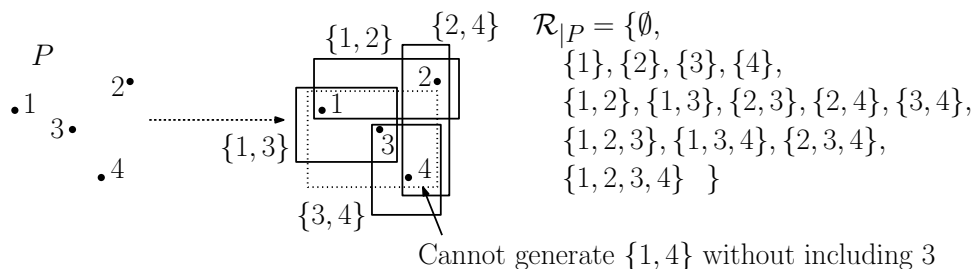 P
1
2
3
4
{1, 2}
{2, 4}
1
2
3
4
{1, 3}
{3, 4}
Cannot generate {1, 4} without including 3
ℛ|P = {∅,
{1}, {2}, {3}, {4},
{1, 2}, {1, 3}, {2, 3}, {2, 4}, {3, 4},
{1, 2, 3}, {1, 3, 4}, {2, 3, 4},
{1, 2, 3, 4} }